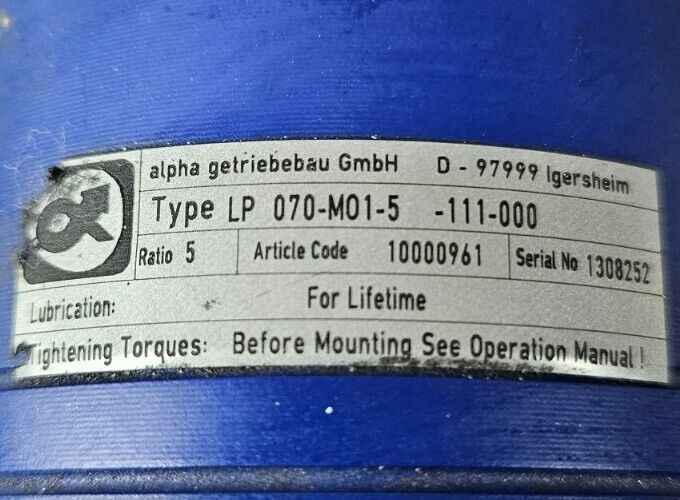 alpha getriebebau GmbH D - 97999 Igersheim
Type LP 070-M01-5 -111-000
Ratio 5 Article Code 10000961 Serial No 1308252
Lubrication: For Lifetime
Tightening Torques: Before Mounting See Operation Manual !